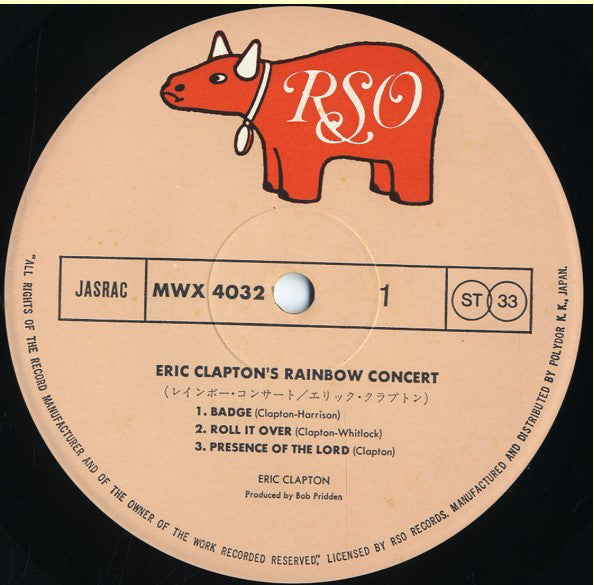 RSO
JASRAC
MWX 4032
1
ST 33
ERIC CLAPTON'S RAINBOW CONCERT
(レインボー・コンサート／エリック・クラプトン)
1. BADGE (Clapton-Harrison)
2. ROLL IT OVER (Clapton-Whitlock)
3. PRESENCE OF THE LORD (Clapton)
ERIC CLAPTON
Produced by Bob Pridden
"ALL RIGHTS OF THE RECORD MANUFACTURER AND OF THE OWNER OF THE WORK RECORDED RESERVED", LICENSED BY RSO RECORDS. MANUFACTURED AND DISTRIBUTED BY POLYDOR K.K., JAPAN.